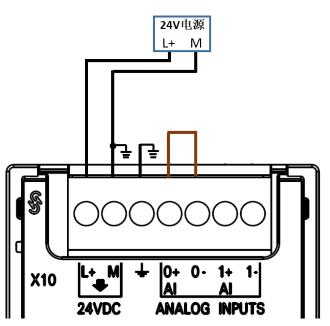 24V电源
L+ M
X10
L+ M 0+ 0- 1+ 1-
AI AI
24VDC ANALOG INPUTS